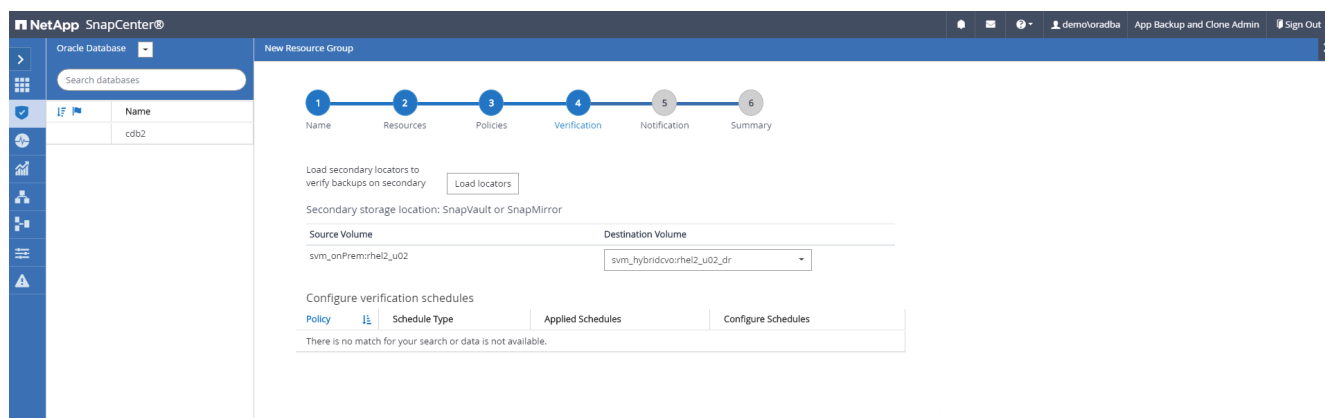 NetApp SnapCenter®
demo\oradba App Backup and Clone Admin Sign Out
Oracle Database
Search databases
Name
cdb2
New Resource Group
1 2 3 4 5 6
Name Resources Policies Verification Notification Summary
Load secondary locators to
verify backups on secondary
Load locators
Secondary storage location: SnapVault or SnapMirror
Source Volume Destination Volume
svm_onPrem:rhel2_u02 svm_hybridcvo:rhel2_u02_dr
Configure verification schedules
Policy Schedule Type Applied Schedules Configure Schedules
There is no match for your search or data is not available.